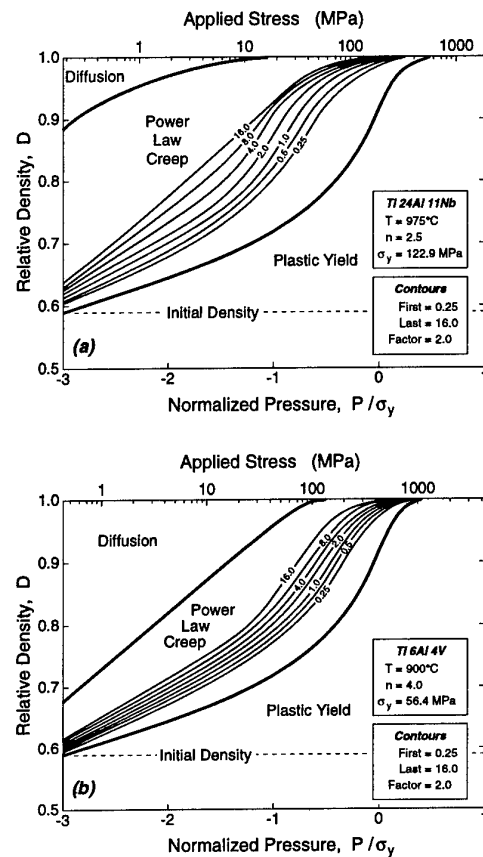 Applied Stress (MPa)
1 10 100 1000
1.0
0.9
0.8
0.7
0.6
0.5
Relative Density, D
Diffusion
Power
Law
Creep
16.0
8.0
4.0
2.0
1.0
0.5
0.25
Plastic Yield
Ti 24Al 11Nb
T = 975°C
n = 2.5
σy = 122.9 MPa
Contours
First = 0.25
Last = 16.0
Factor = 2.0
Initial Density
(a)
-3 -2 -1 0
Normalized Pressure, P/σy
Applied Stress (MPa)
1 10 100 1000
1.0
0.9
0.8
0.7
0.6
0.5
Relative Density, D
Diffusion
Power
Law
Creep
16.0
8.0
4.0
2.0
1.0
0.5
0.25
Plastic Yield
Ti 6Al 4V
T = 900°C
n = 4.0
σy = 56.4 MPa
Contours
First = 0.25
Last = 16.0
Factor = 2.0
Initial Density
(b)
-3 -2 -1 0
Normalized Pressure, P/σy